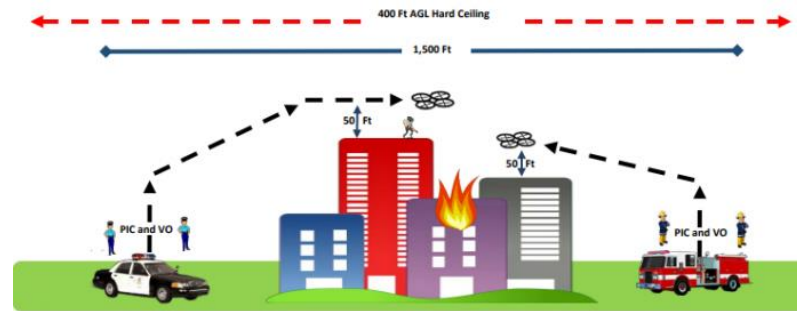 400 Ft AGL Hard Ceiling
1,500 Ft
50 Ft
50 Ft
PIC and VO
PIC and VO